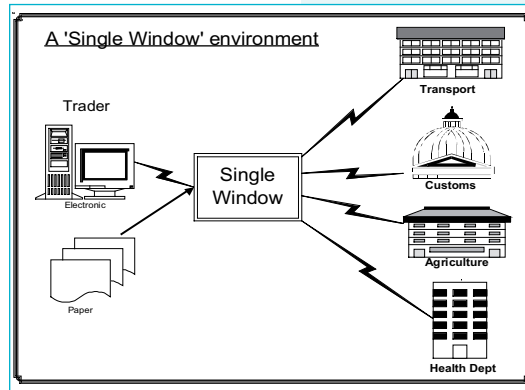 A 'Single Window' environment
Transport
Trader
Customs
Electronic
Single
Window
Agriculture
Paper
Health Dept